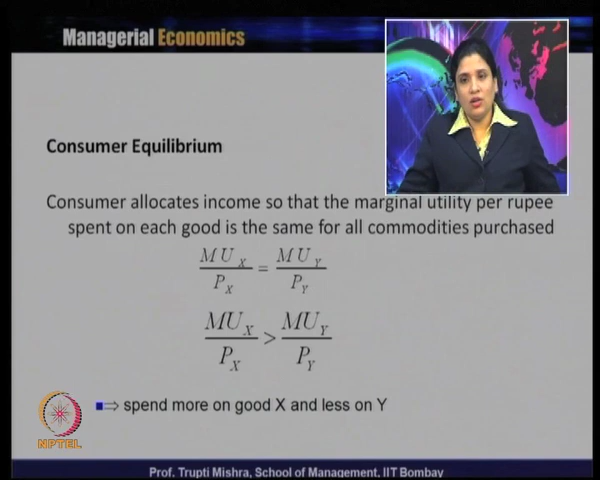 Managerial Economics
Consumer Equilibrium
Consumer allocates income so that the marginal utility per rupee
spent on each good is the same for all commodities purchased
MU_X / P_X = MU_Y / P_Y
MU_X / P_X > MU_Y / P_Y
⇒ spend more on good X and less on Y
NPTEL
Prof. Trupti Mishra, School of Management, IIT Bombay